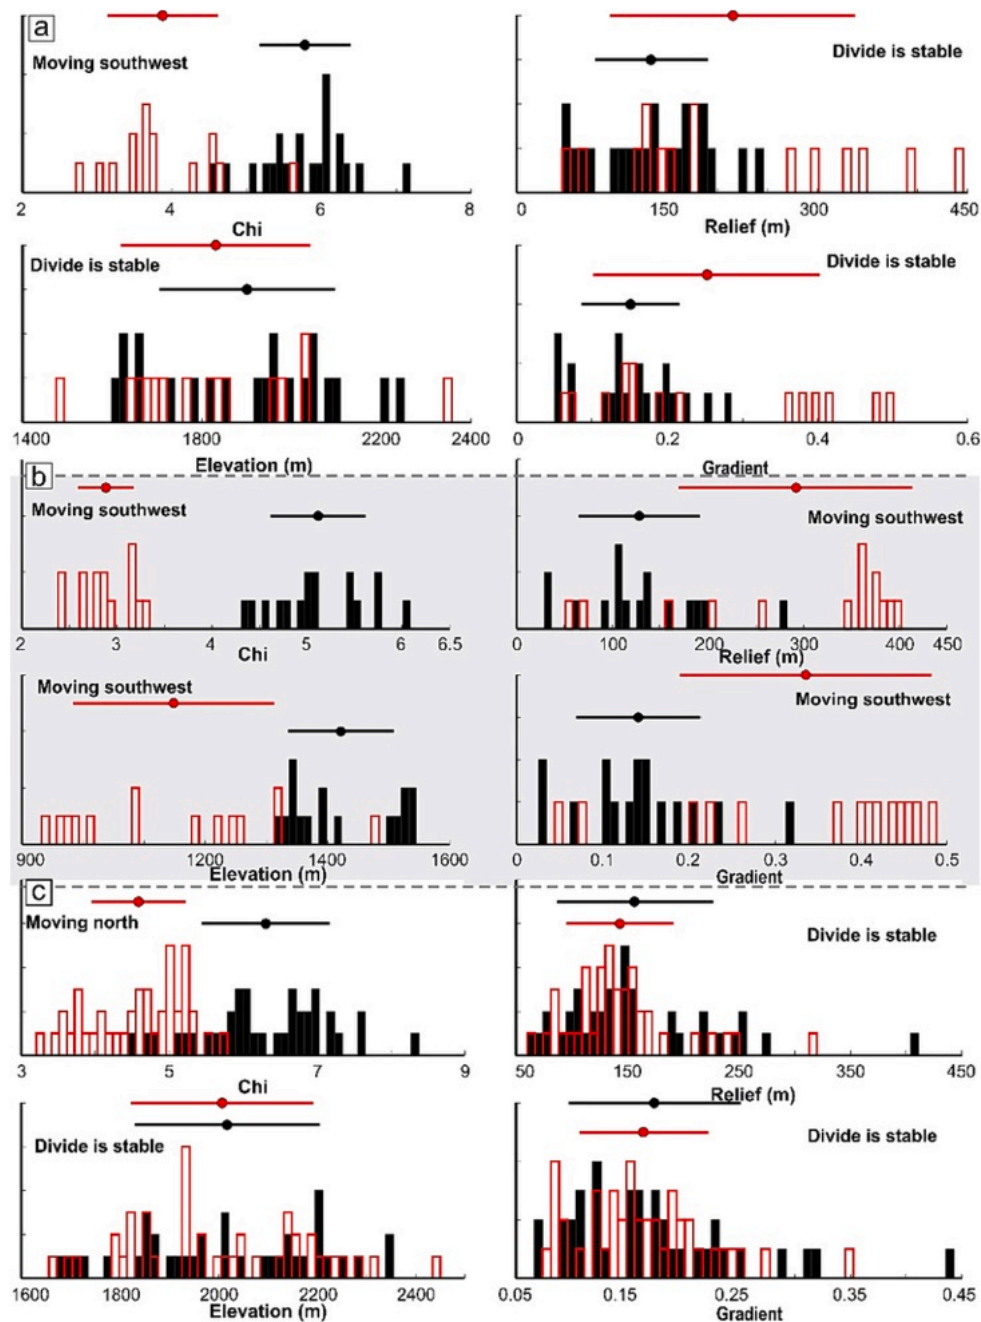 a
Moving southwest
2 4 6 8
Chi
Divide is stable
0 150 300 450
Relief (m)
Divide is stable
1400 1800 2200 2400
Elevation (m)
Divide is stable
0 0.2 0.4 0.6
Gradient
b
Moving southwest
2 3 4 5 6 6.5
Chi
Moving southwest
0 100 200 300 400 450
Relief (m)
Moving southwest
900 1200 1400 1600
Elevation (m)
Moving southwest
0 0.1 0.2 0.3 0.4 0.5
Gradient
c
Moving north
3 5 7 9
Chi
Divide is stable
50 150 250 350 450
Relief (m)
Divide is stable
1600 1800 2000 2200 2400
Elevation (m)
Divide is stable
0.05 0.15 0.25 0.35 0.45
Gradient